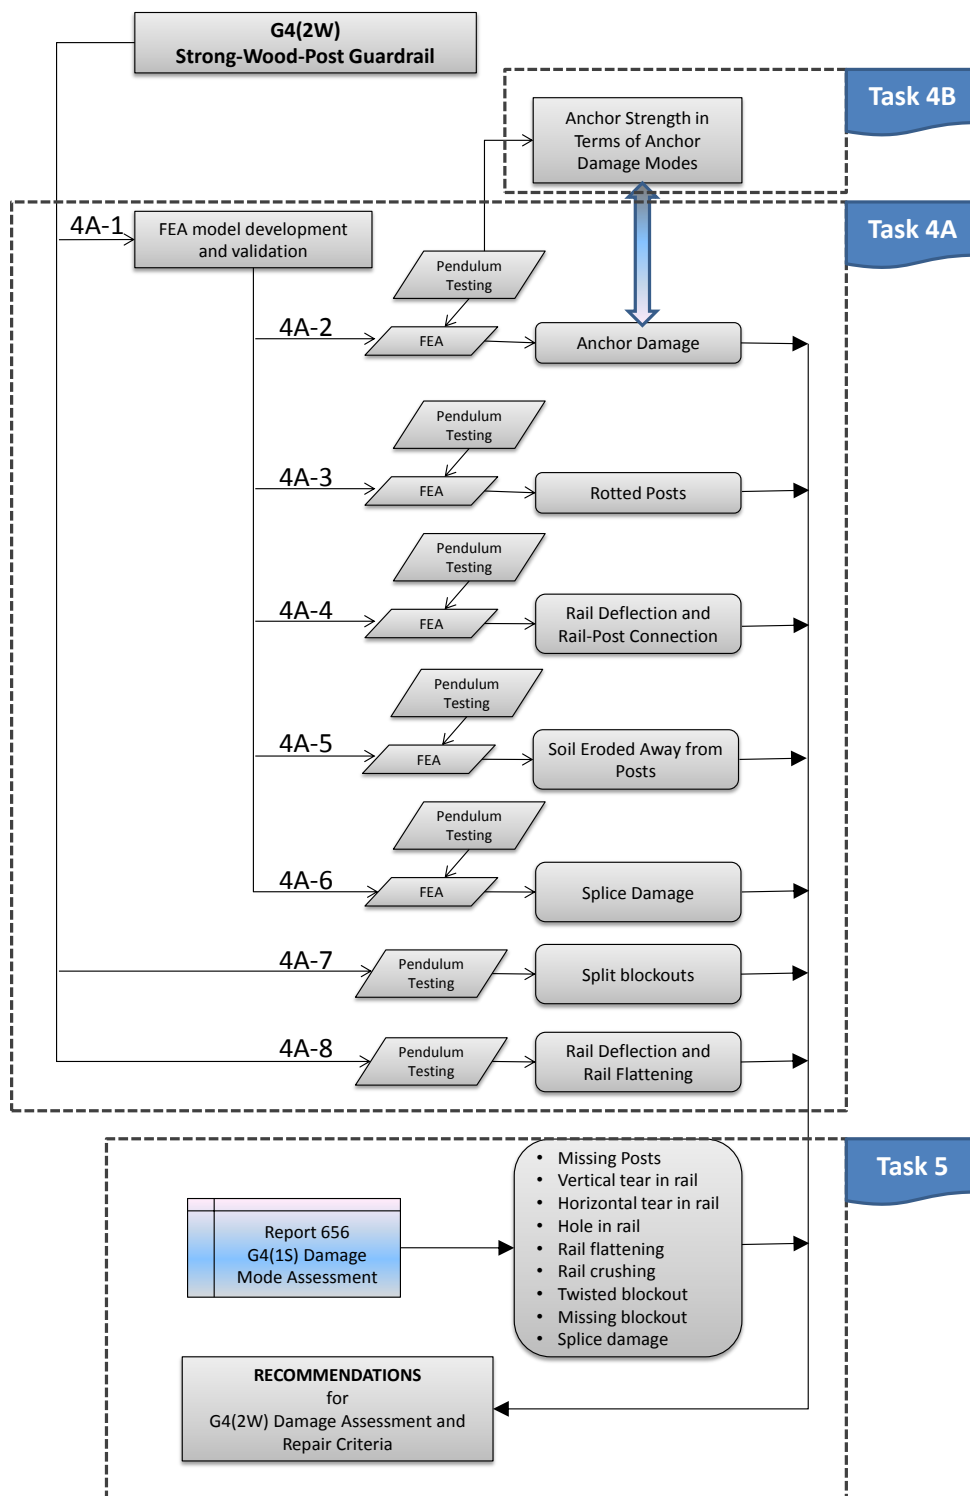 G4(2W)
Strong-Wood-Post Guardrail
Task 4B
Anchor Strength in
Terms of Anchor
Damage Modes
Task 4A
4A-1
FEA model development
and validation
Pendulum
Testing
4A-2
FEA
Anchor Damage
Pendulum
Testing
4A-3
FEA
Rotted Posts
Pendulum
Testing
4A-4
FEA
Rail Deflection and
Rail-Post Connection
Pendulum
Testing
4A-5
FEA
Soil Eroded Away from
Posts
Pendulum
Testing
4A-6
FEA
Splice Damage
4A-7
Pendulum
Testing
Split blockouts
4A-8
Pendulum
Testing
Rail Deflection and
Rail Flattening
Task 5
Report 656
G4(1S) Damage
Mode Assessment
• Missing Posts
• Vertical tear in rail
• Horizontal tear in rail
• Hole in rail
• Rail flattening
• Rail crushing
• Twisted blockout
• Missing blockout
• Splice damage
RECOMMENDATIONS
for
G4(2W) Damage Assessment and
Repair Criteria